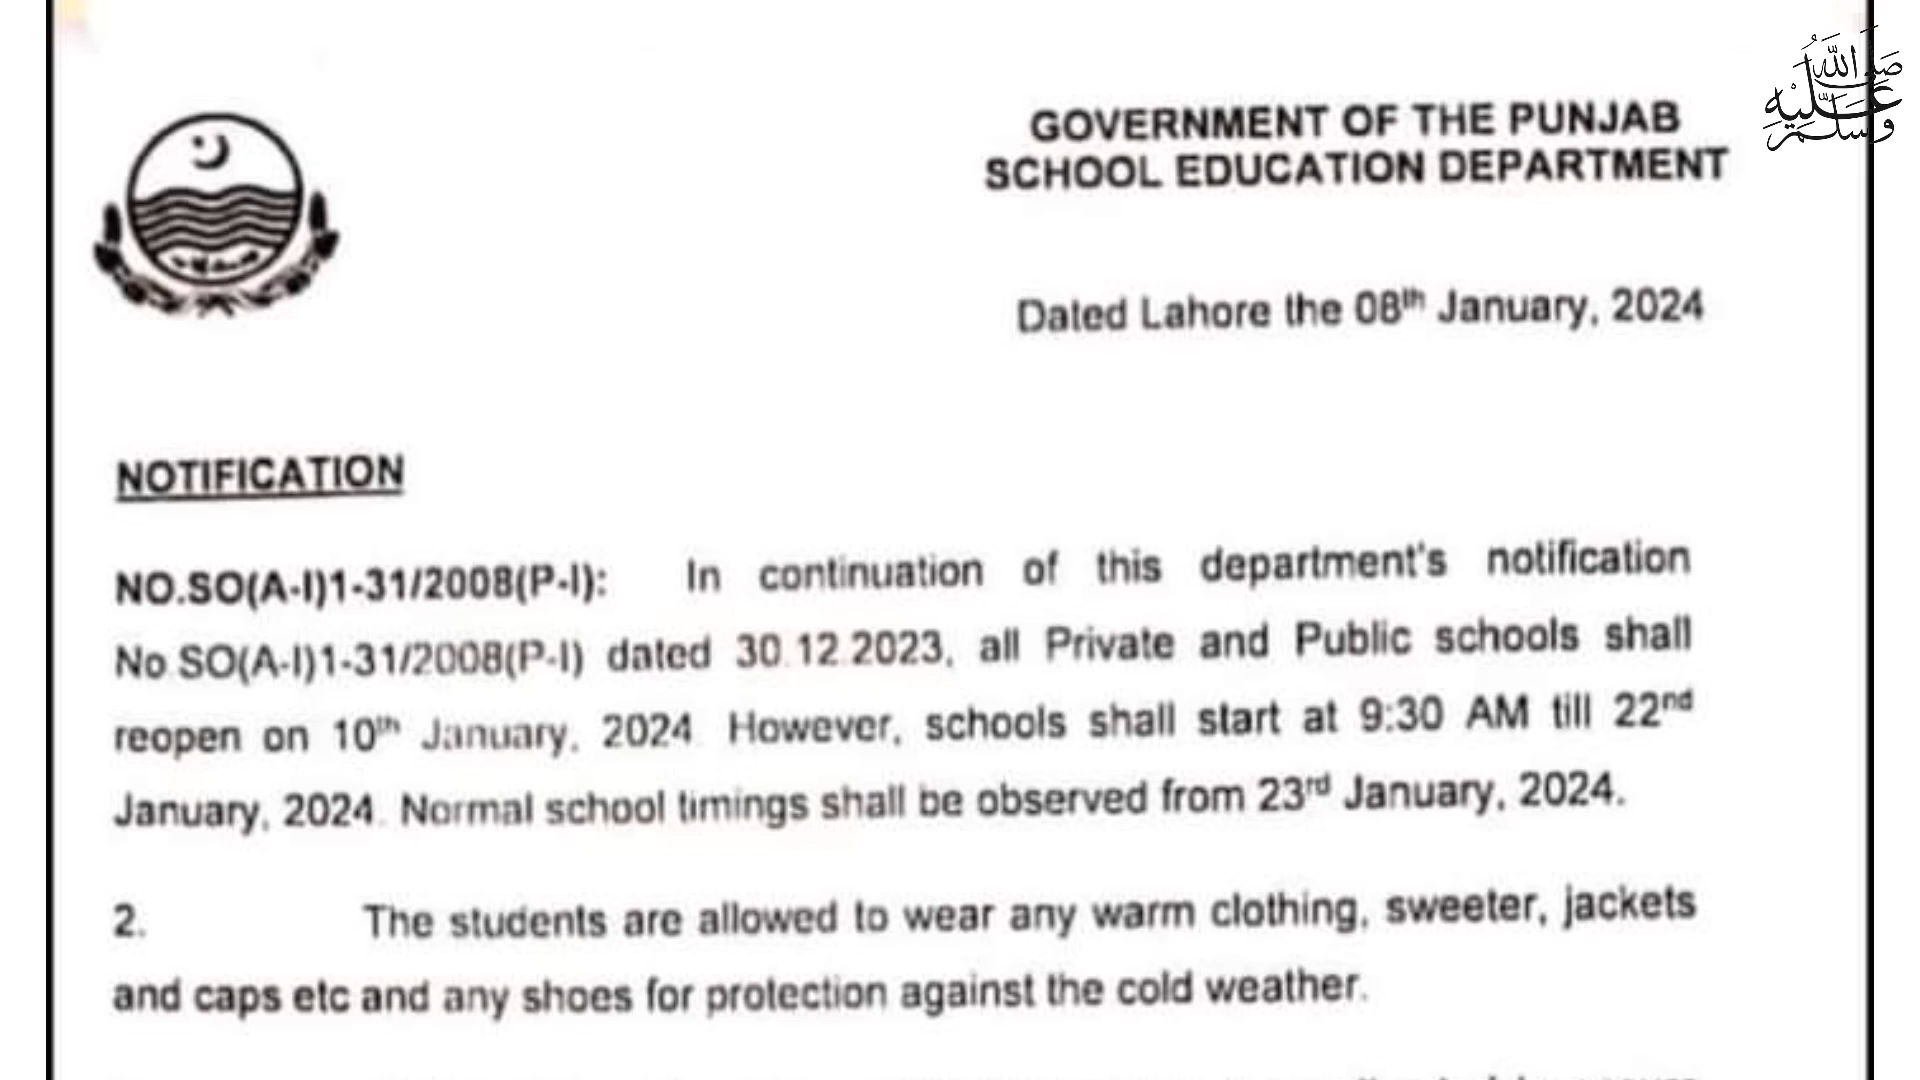 صلى الله
عليه
وسلم
GOVERNMENT OF THE PUNJAB
SCHOOL EDUCATION DEPARTMENT
Dated Lahore the 08th January, 2024
NOTIFICATION
NO.SO(A-I)1-31/2008(P-I): In continuation of this department's notification
No.SO(A-I)1-31/2008(P-I) dated 30.12.2023, all Private and Public schools shall
reopen on 10th January, 2024. However, schools shall start at 9:30 AM till 22nd
January, 2024. Normal school timings shall be observed from 23rd January, 2024.
2. The students are allowed to wear any warm clothing, sweeter, jackets
and caps etc and any shoes for protection against the cold weather.